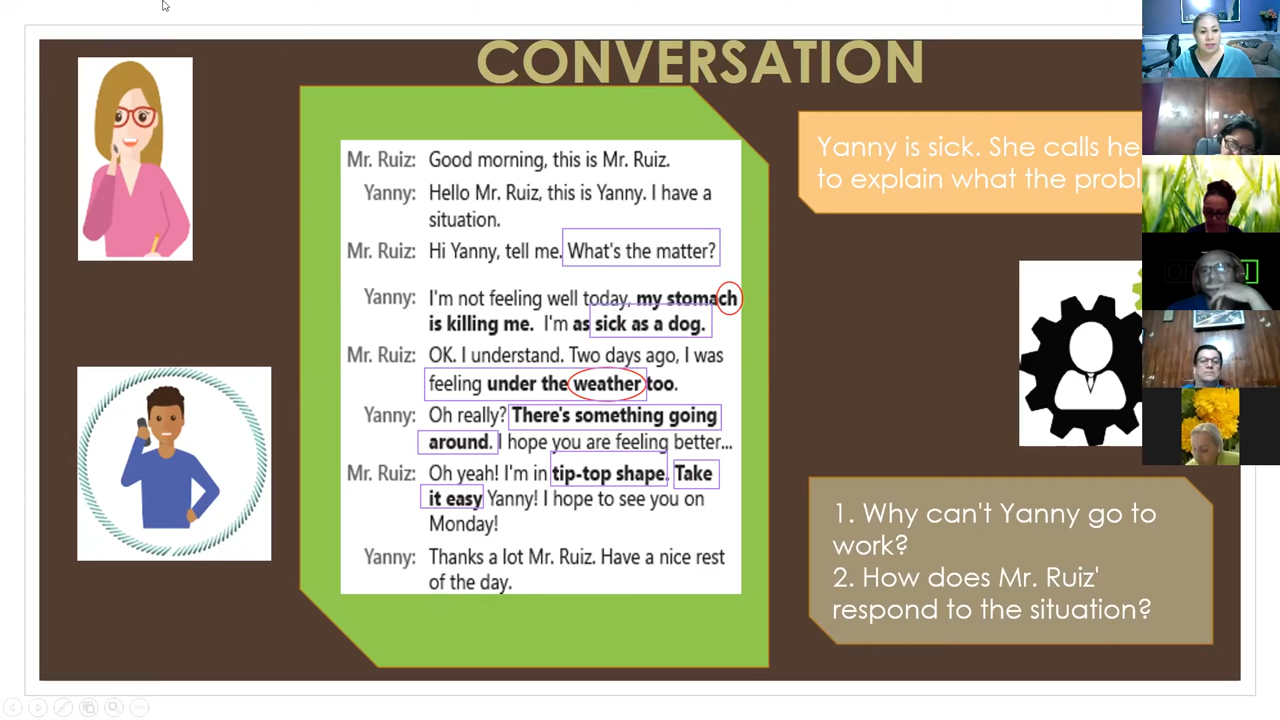 CONVERSATION
Mr. Ruiz: Good morning, this is Mr. Ruiz.
Yanny: Hello Mr. Ruiz, this is Yanny. I have a
situation.
Mr. Ruiz: Hi Yanny, tell me. What's the matter?
Yanny: I'm not feeling well today, my stomach
is killing me. I'm as sick as a dog.
Mr. Ruiz: OK. I understand. Two days ago, I was
feeling under the weather too.
Yanny: Oh really? There's something going
around. I hope you are feeling better...
Mr. Ruiz: Oh yeah! I'm in tip-top shape. Take
it easy Yanny! I hope to see you on
Monday!
Yanny: Thanks a lot Mr. Ruiz. Have a nice rest
of the day.
Yanny is sick. She calls he
to explain what the probl
1. Why can't Yanny go to
work?
2. How does Mr. Ruiz'
respond to the situation?